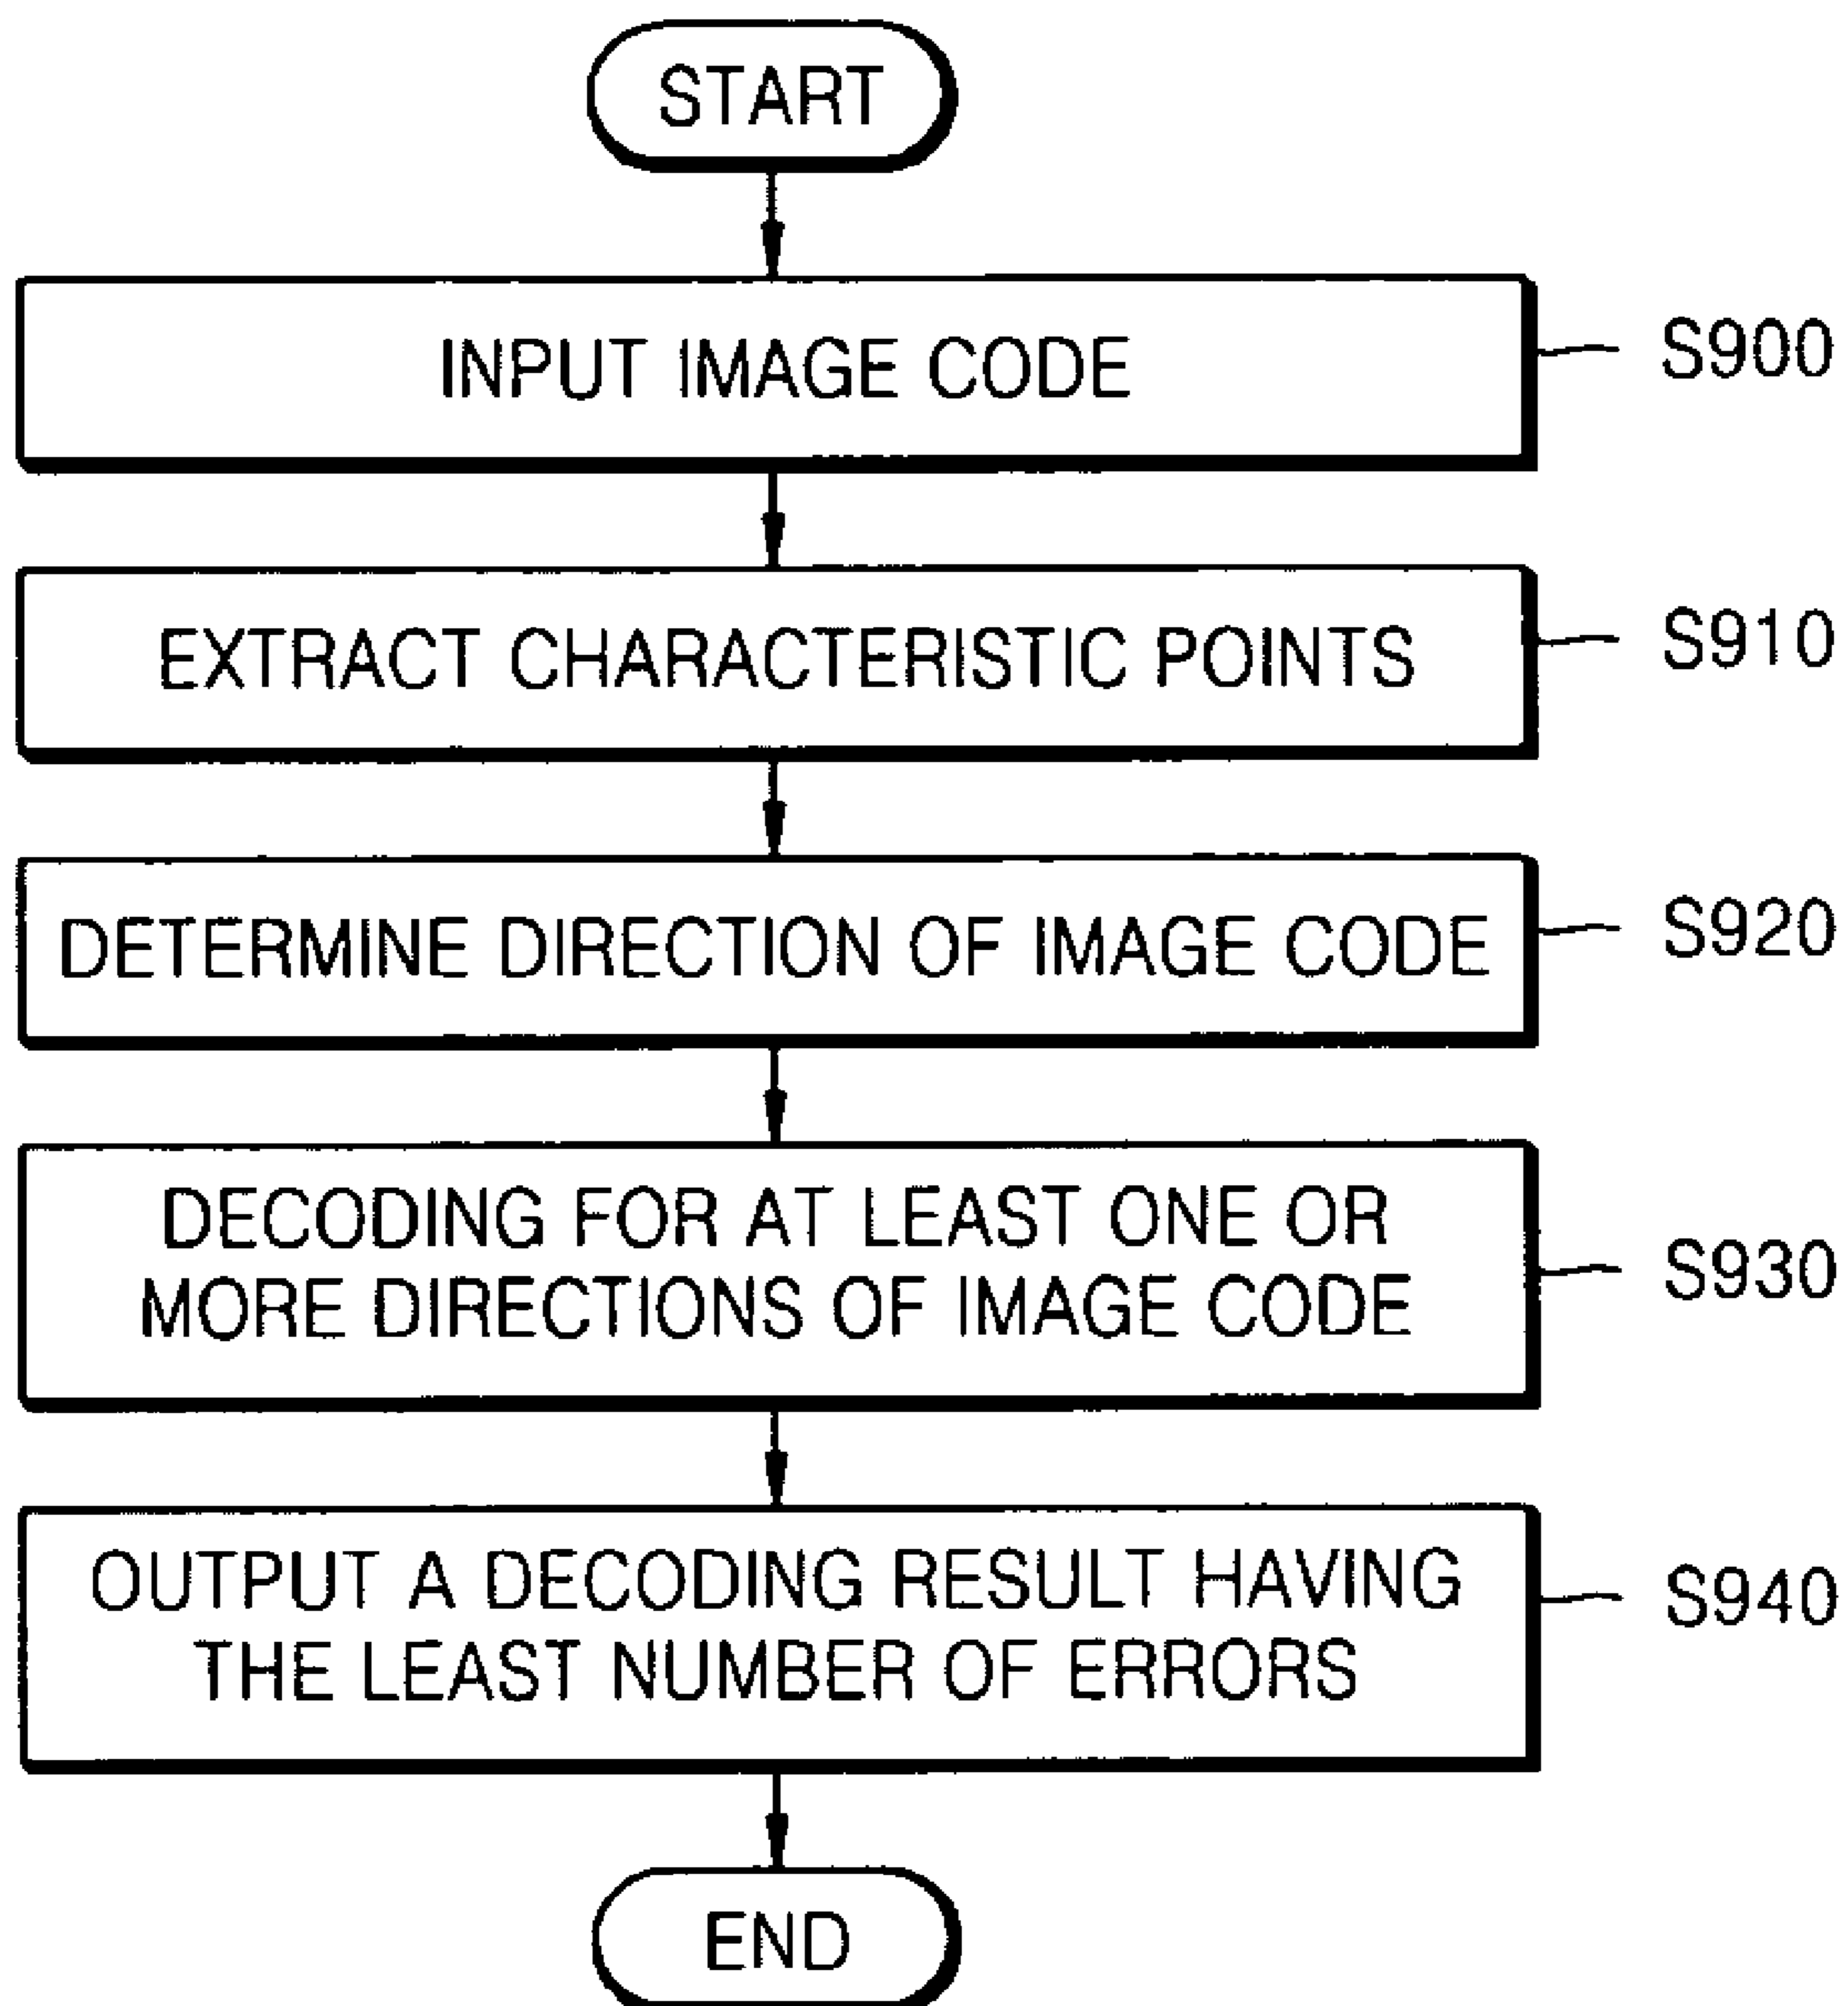 START
INPUT IMAGE CODE
S900
EXTRACT CHARACTERISTIC POINTS
S910
DETERMINE DIRECTION OF IMAGE CODE
S920
DECODING FOR AT LEAST ONE OR
MORE DIRECTIONS OF IMAGE CODE
S930
OUTPUT A DECODING RESULT HAVING
THE LEAST NUMBER OF ERRORS
S940
END